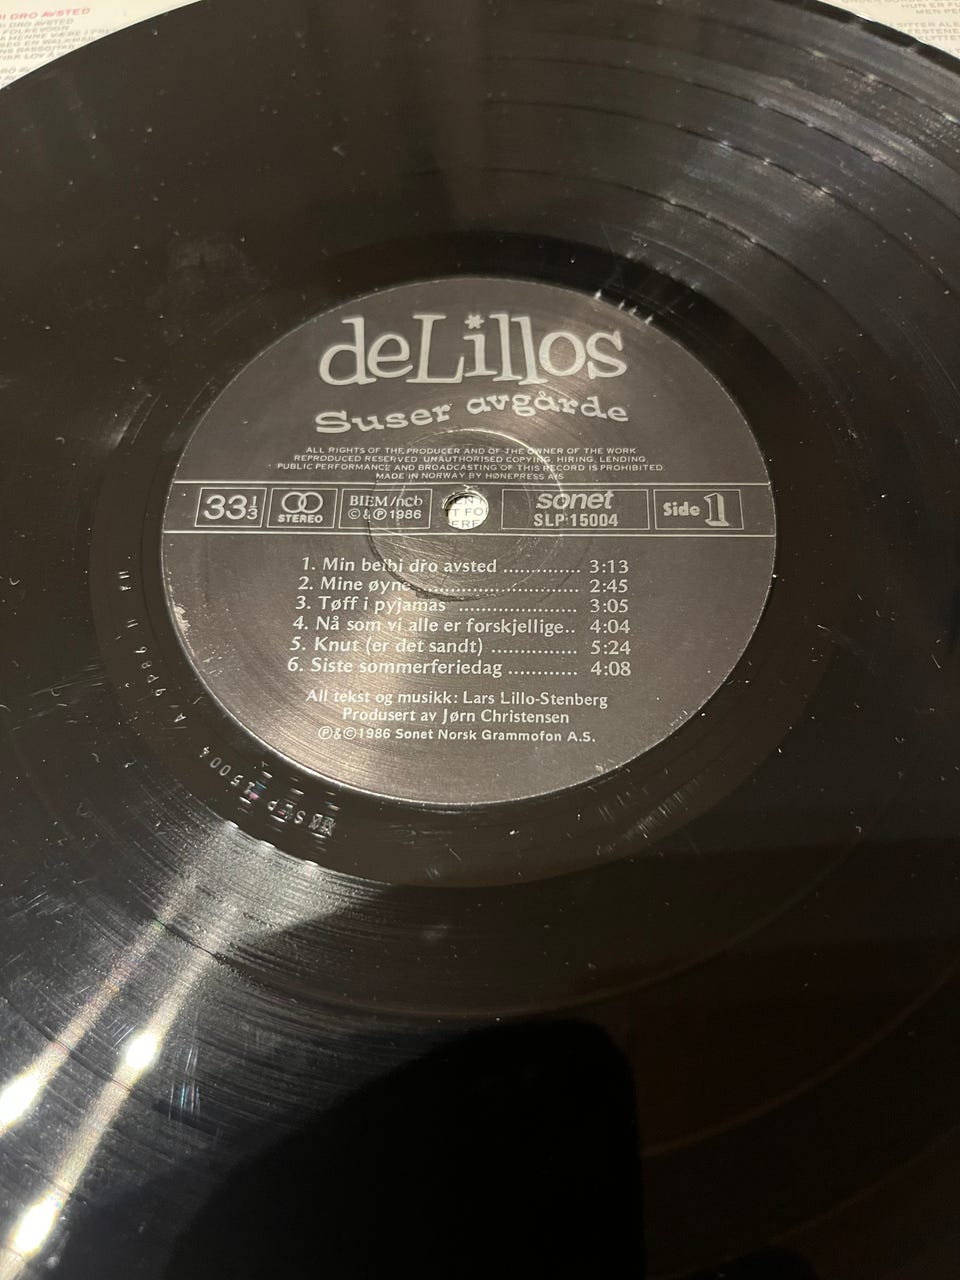 BI DRO AVSTED
deLillos
Suser avgårde
ALL RIGHTS OF THE PRODUCER AND OF THE OWNER OF THE WORK
REPRODUCED RESERVED. UNAUTHORISED COPYING, HIRING, LENDING,
PUBLIC PERFORMANCE AND BROADCASTING OF THIS RECORD IS PROHIBITED
MADE IN NORWAY BY HØNEPRESS A/S
33 1/3
STEREO
BIEM/ncb
©&℗1986
sonet
SLP 15004
Side 1
1. Min beibi dro avsted .............. 3:13
2. Mine øyne ............................. 2:45
3. Tøff i pyjamas ...................... 3:05
4. Nå som vi alle er forskjellige.. 4:04
5. Knut (er det sandt) ................ 5:24
6. Siste sommerferiedag ............ 4:08
All tekst og musikk: Lars Lillo-Stenberg
Produsert av Jørn Christensen
℗&©1986 Sonet Norsk Grammofon A.S.